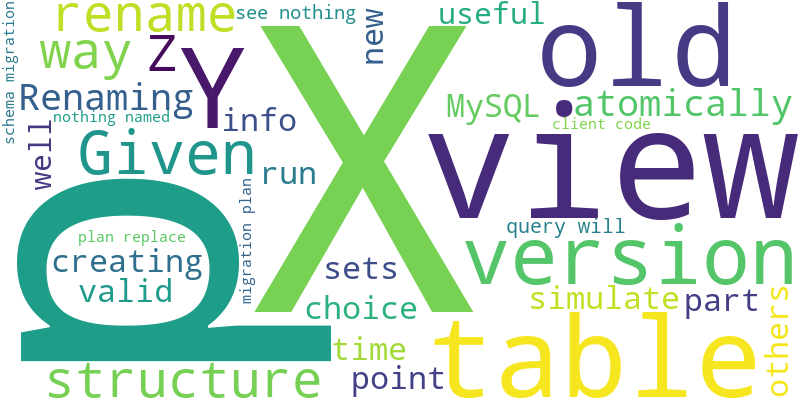 rename
see nothing
new
useful
old
schema migration
way
Z
Y
X
Renaming
info
MySQL
atomically
nothing named
client code
well
Given
run
view
p
migration plan
query will
plan replace
creating
valid
sets
version
choice
simulate
part
others
time
table
structure
point